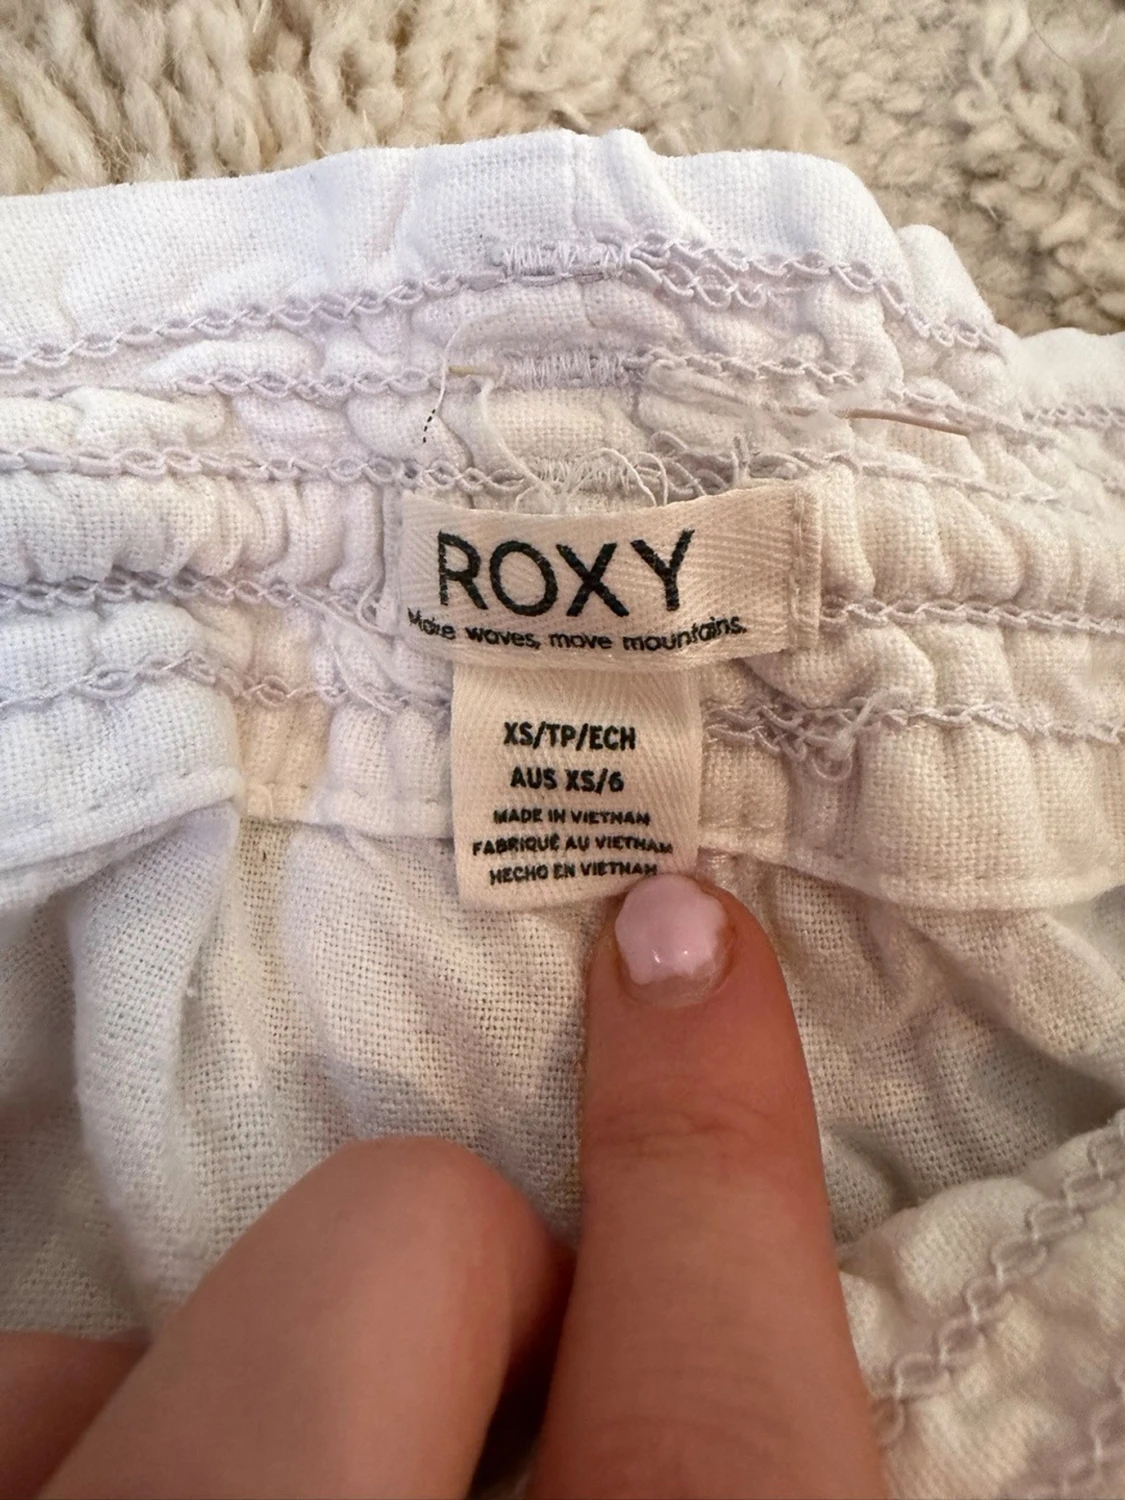 ROXY
Make waves, move mountains.
XS/TP/ECH
AUS XS/6
MADE IN VIETNAM
FABRIQUÉ AU VIETNAM
HECHO EN VIETNAM